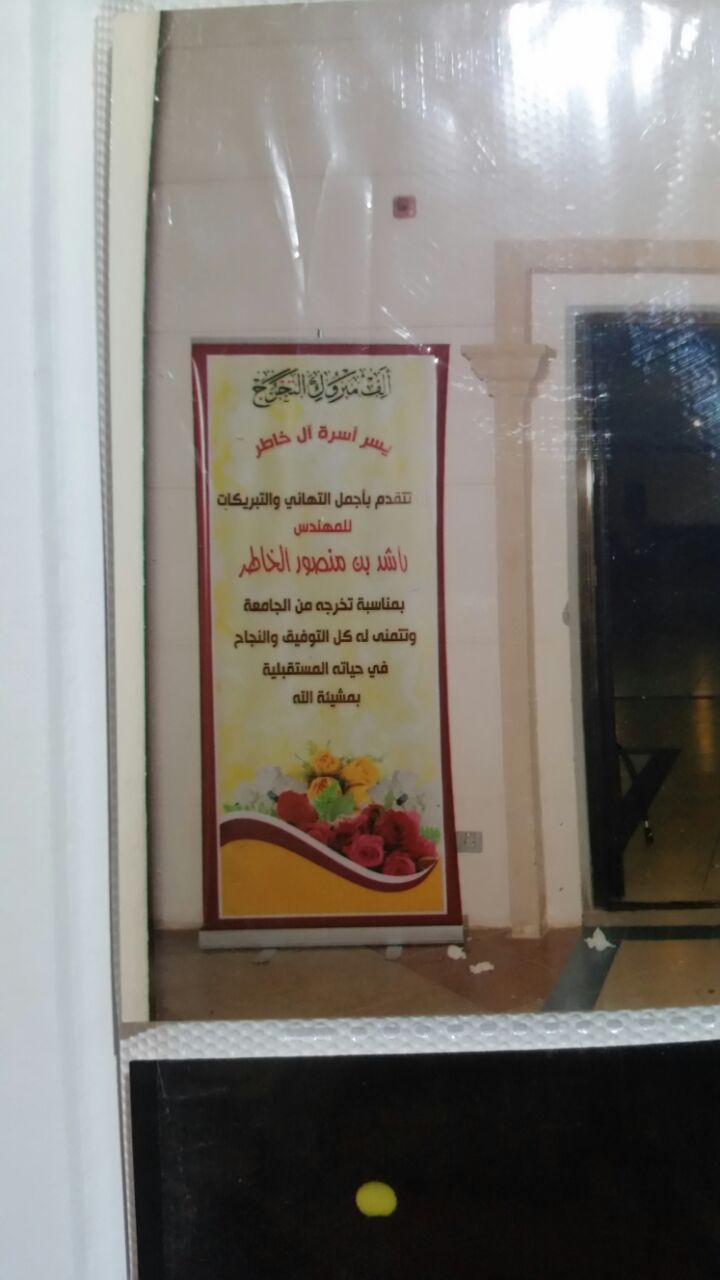 ألف مبروك التخرج
يسر أسرة آل خاطر
تتقدم بأجمل التهاني والتبريكات
للمهندس
راشد بن منصور الخاطر
بمناسبة تخرجه من الجامعة
وتتمنى له كل التوفيق والنجاح
في حياته المستقبلية
بمشيئة الله